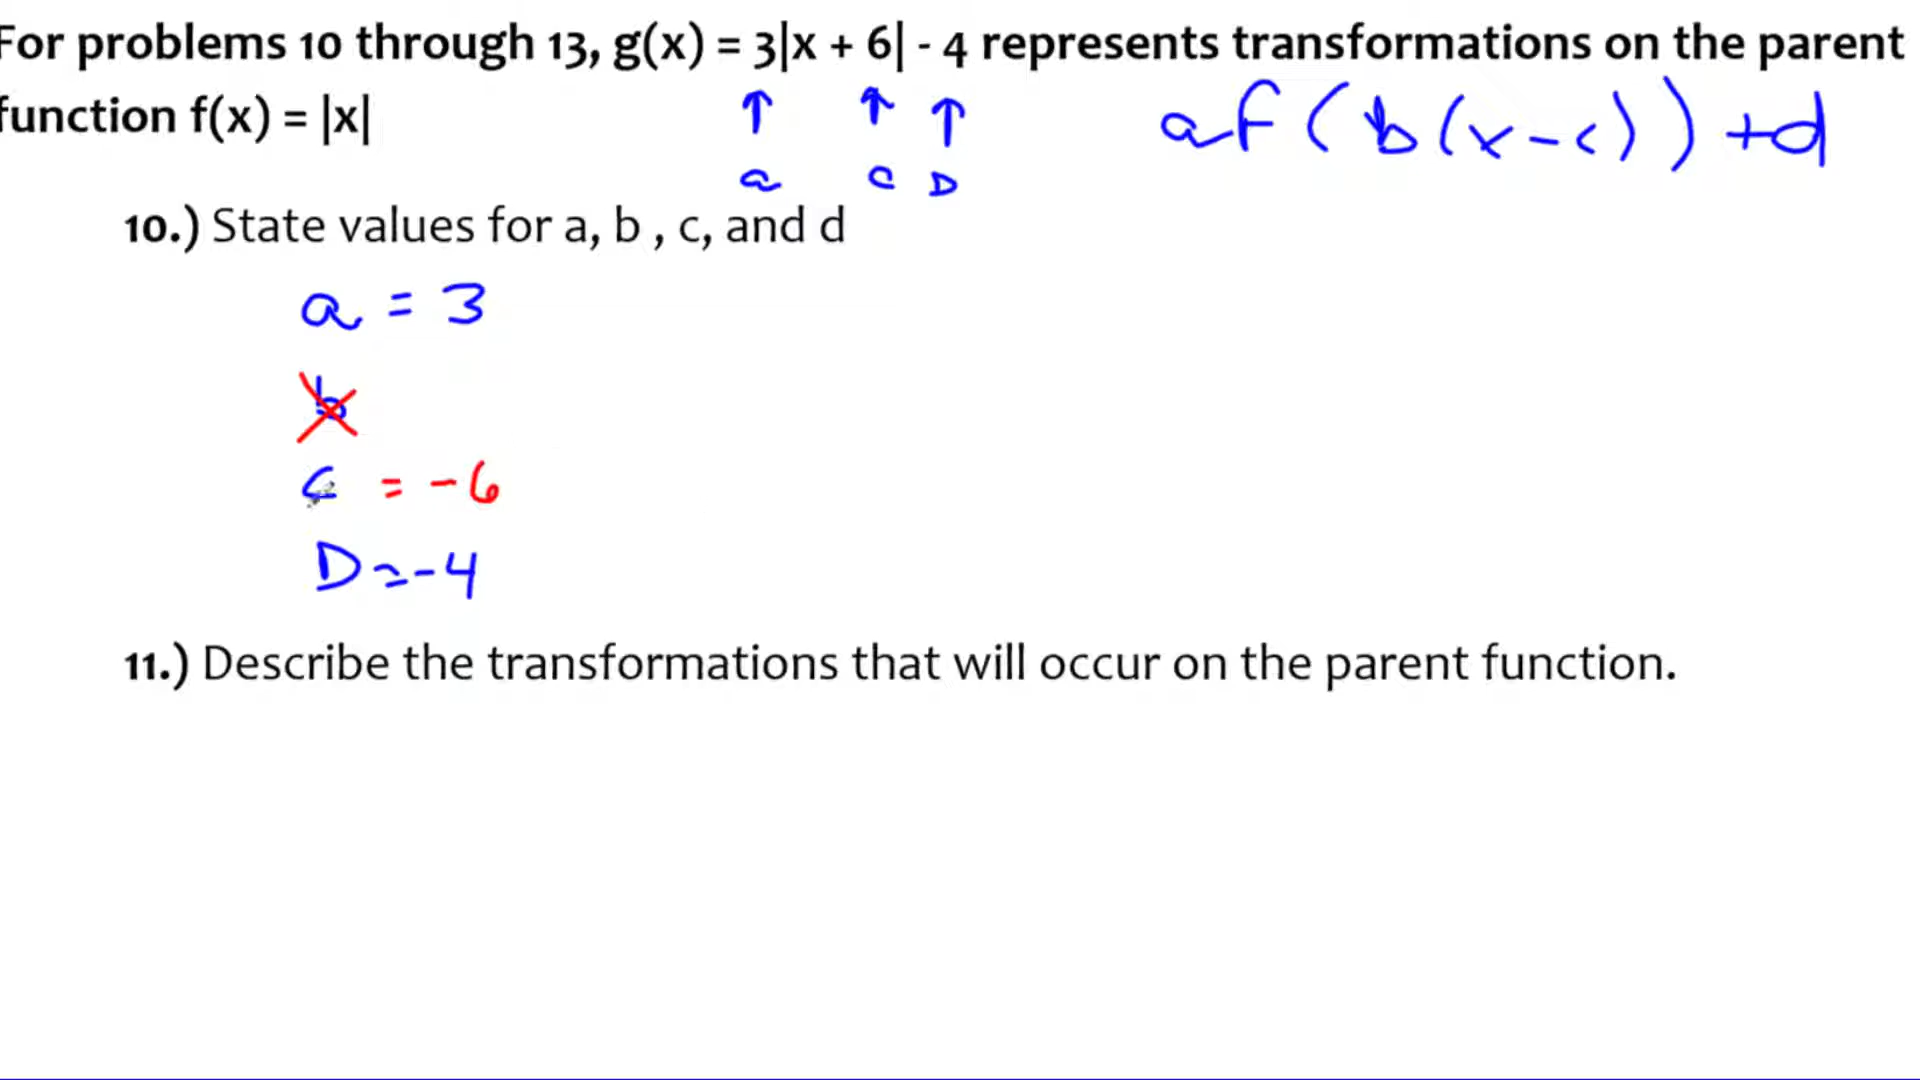 For problems 10 through 13, g(x) = 3|x + 6| - 4 represents transformations on the parent
function f(x) = |x|
↑ ↑ ↑
a c D
af(b(x-c))+d
10.) State values for a, b , c, and d
a = 3
b
c = -6
D = -4
11.) Describe the transformations that will occur on the parent function.